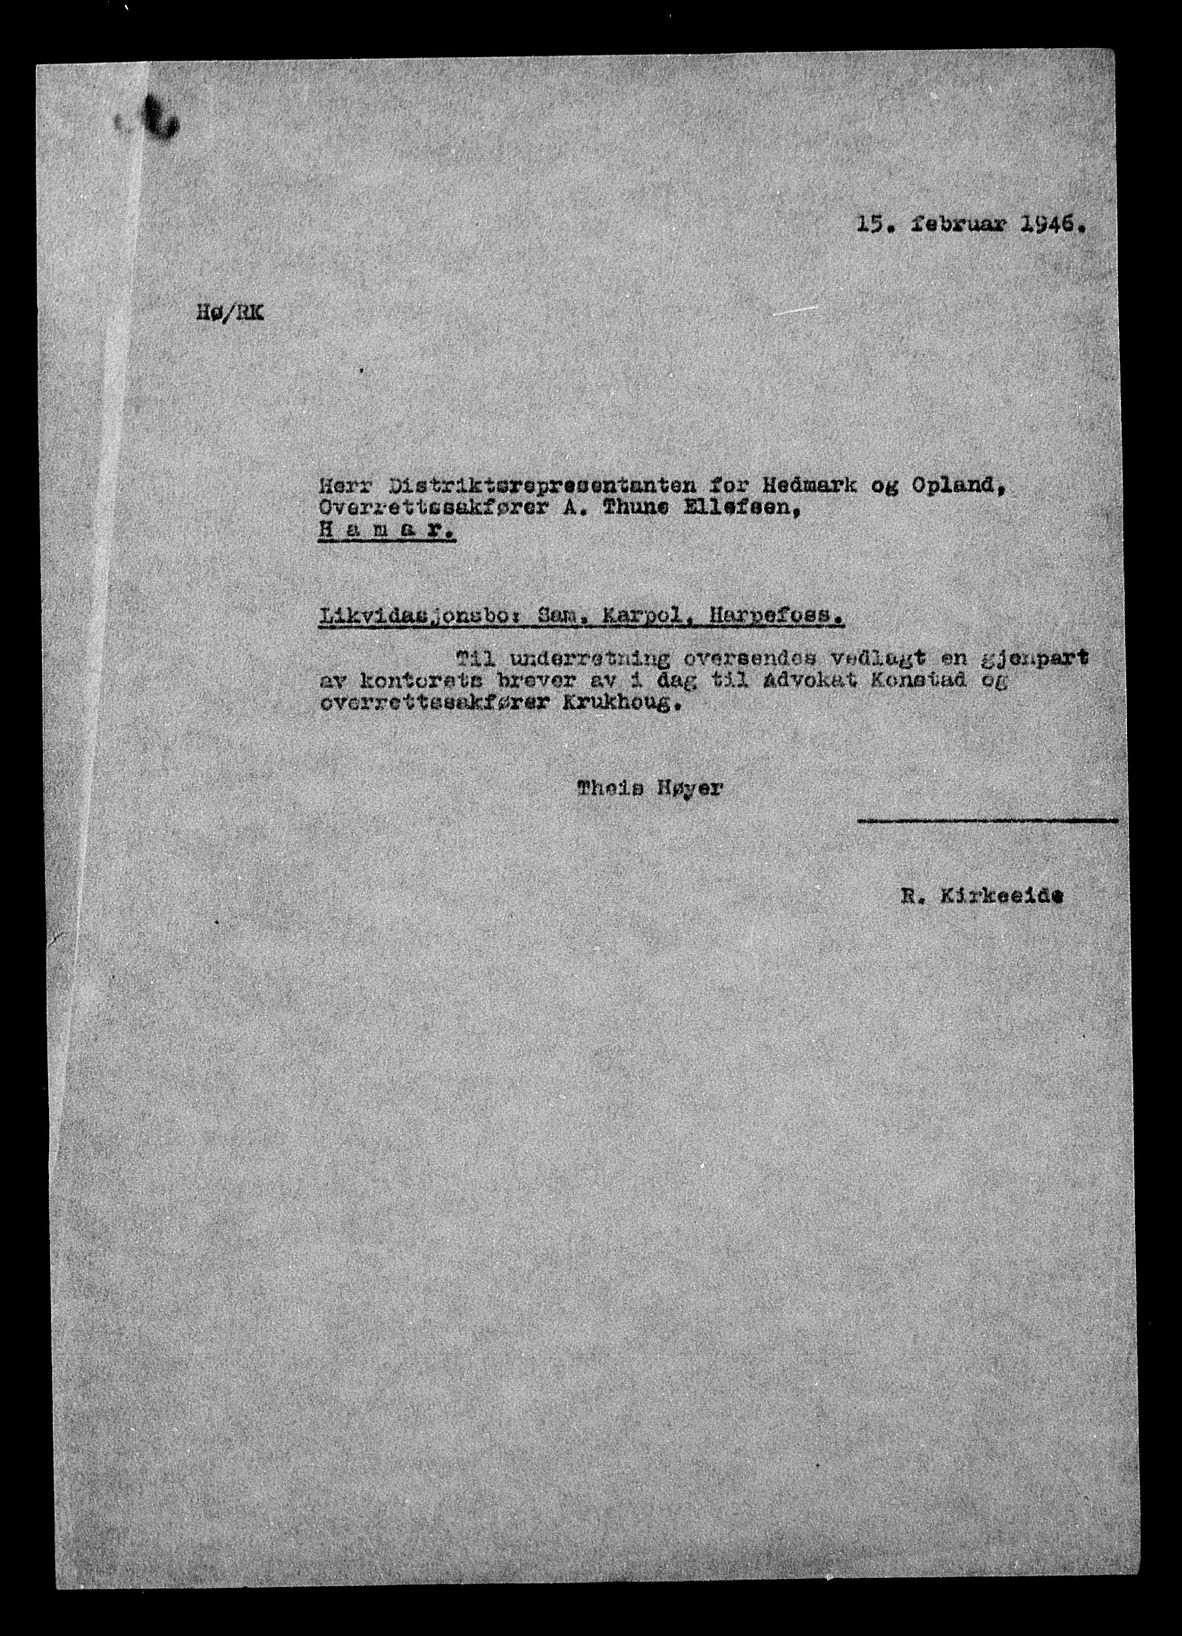 15. februar 1946.
Hø/RK
Herr Distriktsrepresentanten for Hedmark og Opland,
Overrettssakfører A. Thune Ellefsen,
H a m a r.
Likvidasjonsbo: Sam. Karpol, Harpefoss.
Til underretning oversendes vedlagt en gjenpart
av kontorets brever av i dag til Advokat Konstad og
overrettssakfører Krukhoug.
Theis Høyer
R. Kirkeeide